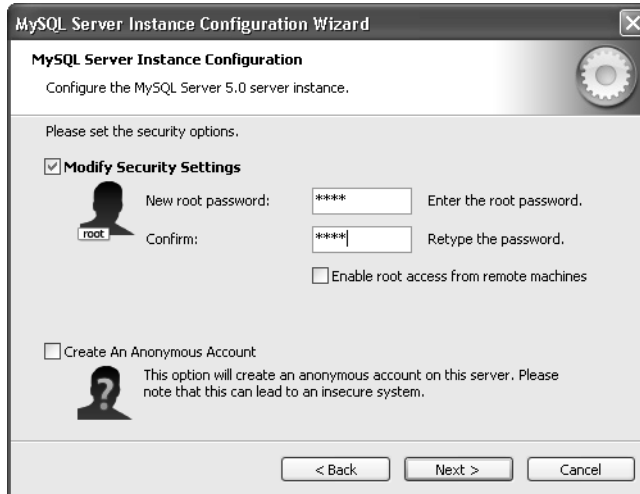 MySQL Server Instance Configuration Wizard
MySQL Server Instance Configuration
Configure the MySQL Server 5.0 server instance.
Please set the security options.
Modify Security Settings
root
New root password:
****
Enter the root password.
Confirm:
****
Retype the password.
Enable root access from remote machines
Create An Anonymous Account
This option will create an anonymous account on this server. Please
note that this can lead to an insecure system.
< Back
Next >
Cancel